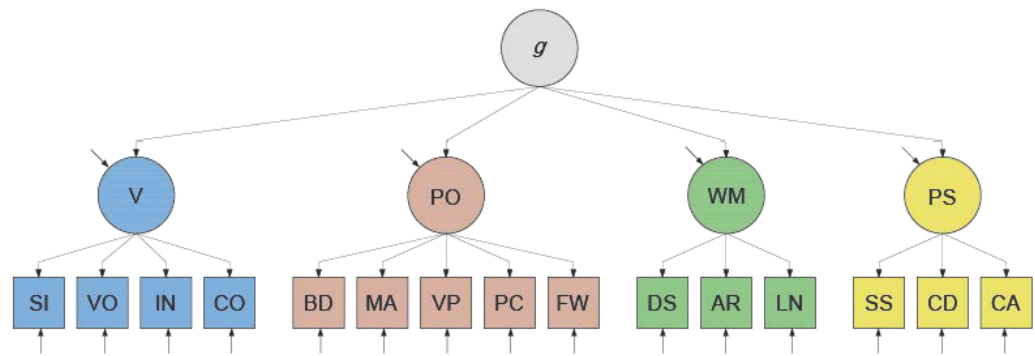 g
V PO WM PS
SI VO IN CO BD MA VP PC FW DS AR LN SS CD CA